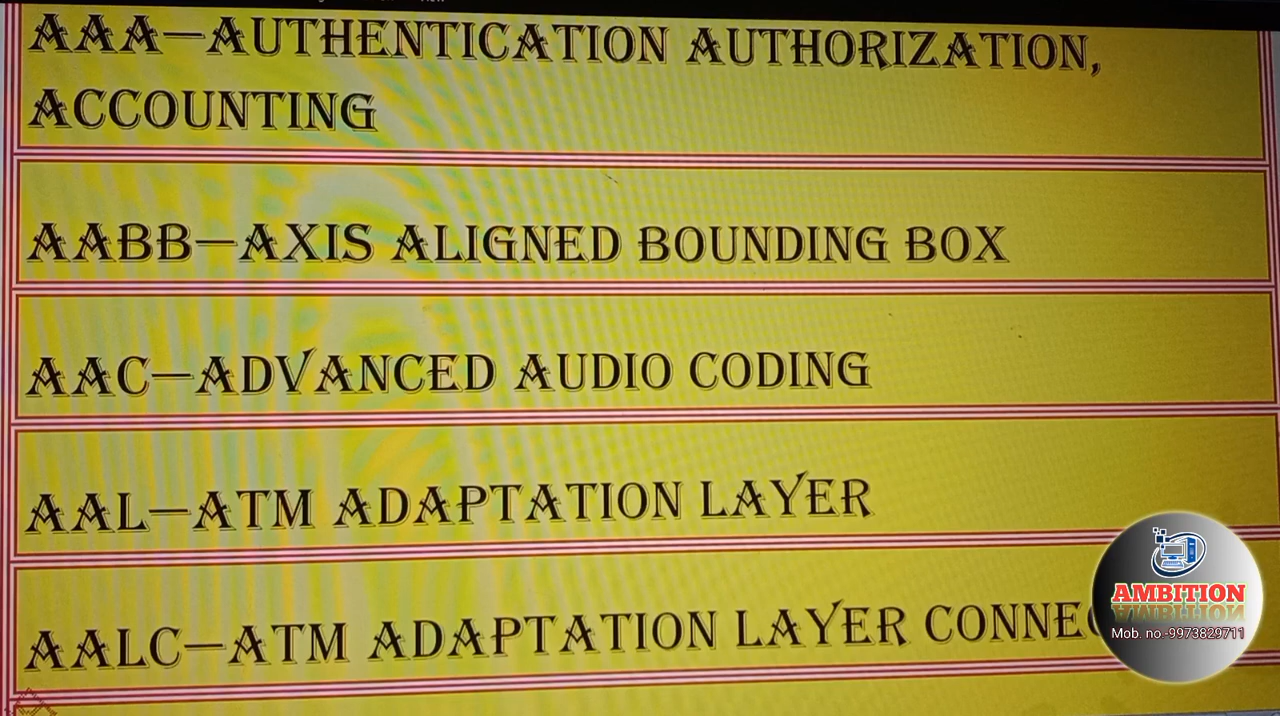 AAA—AUTHENTICATION AUTHORIZATION,
ACCOUNTING
AABB—AXIS ALIGNED BOUNDING BOX
AAC—ADVANCED AUDIO CODING
AAL—ATM ADAPTATION LAYER
AALC—ATM ADAPTATION LAYER
AMBITION
Mob. no.-9973829711